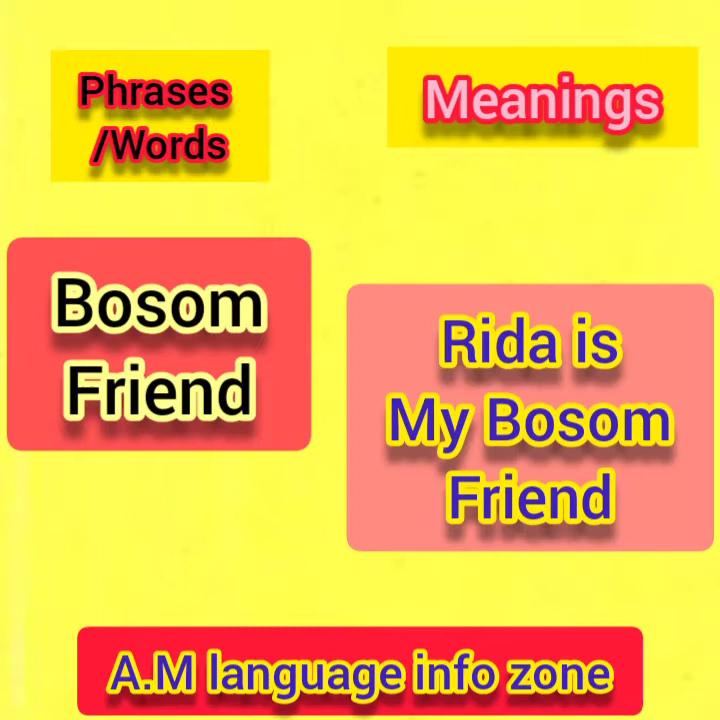 Phrases
/Words
Meanings
Bosom
Friend
Rida is
My Bosom
Friend
A.M language info zone